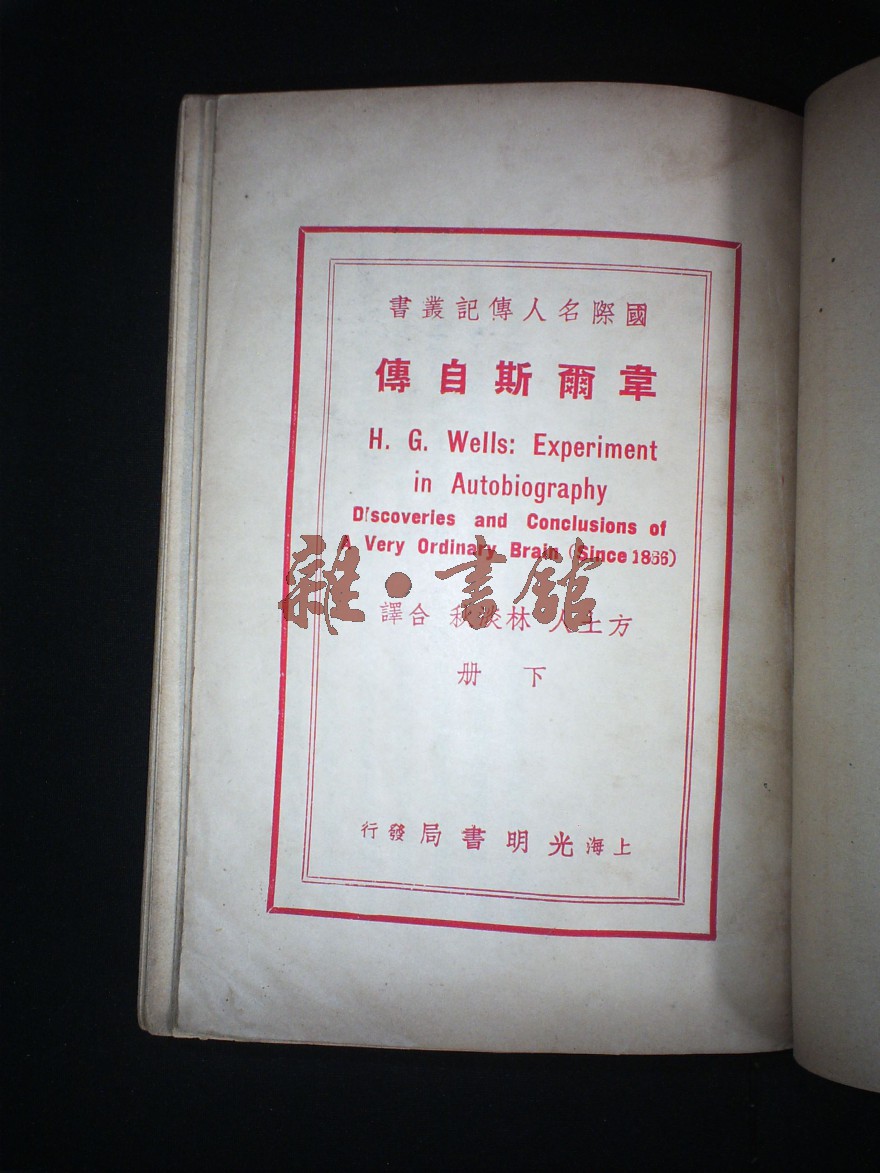 國際名人傳記叢書
韋爾斯自傳
H. G. Wells: Experiment
in Autobiography
Discoveries and Conclusions of
A Very Ordinary Brain (Since 1866)
方土人 林淡秋 合譯
下 册
上海光明書局發行
雜·書館